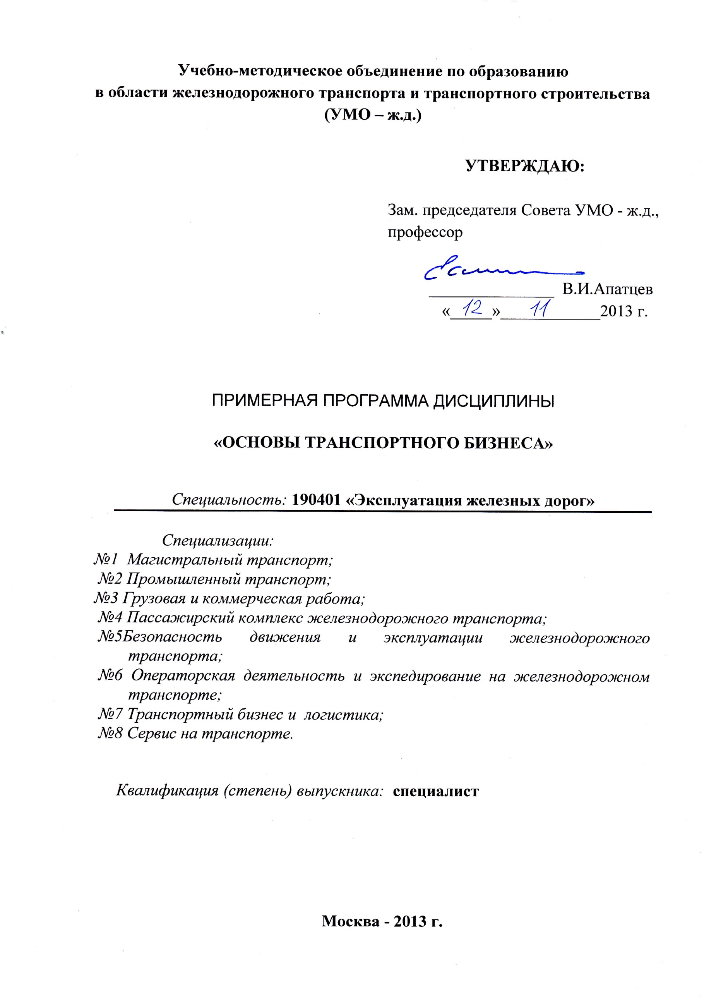 Учебно-методическое объединение по образованию
в области железнодорожного транспорта и транспортного строительства
(УМО – ж.д.)
УТВЕРЖДАЮ:
Зам. председателя Совета УМО - ж.д.,
профессор
В.И.Апатцев
«12» 11 2013 г.
ПРИМЕРНАЯ ПРОГРАММА ДИСЦИПЛИНЫ
«ОСНОВЫ ТРАНСПОРТНОГО БИЗНЕСА»
Специальность: 190401 «Эксплуатация железных дорог»
Специализации:
№1 Магистральный транспорт;
№2 Промышленный транспорт;
№3 Грузовая и коммерческая работа;
№4 Пассажирский комплекс железнодорожного транспорта;
№5Безопасность движения и эксплуатации железнодорожного
транспорта;
№6 Операторская деятельность и экспедирование на железнодорожном
транспорте;
№7 Транспортный бизнес и логистика;
№8 Сервис на транспорте.
Квалификация (степень) выпускника: специалист
Москва - 2013 г.